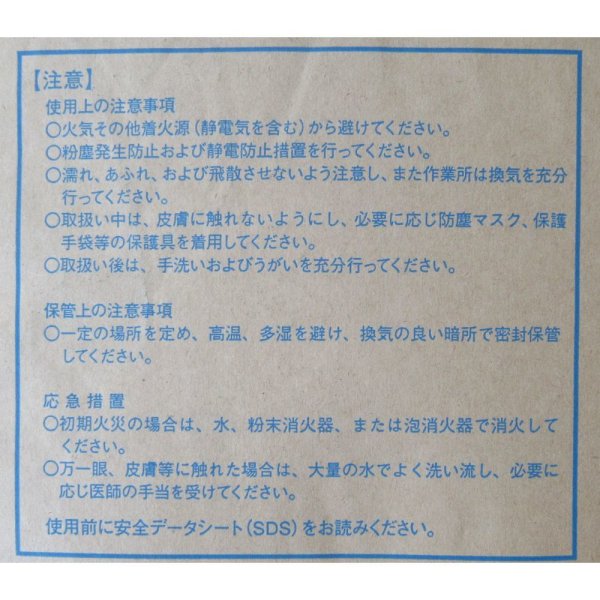 【注意】
使用上の注意事項
○火気その他着火源(静電気を含む)から避けてください。
○粉塵発生防止および静電防止措置を行ってください。
○濡れ、あふれ、および飛散させないよう注意し、また作業所は換気を充分
行ってください。
○取扱い中は、皮膚に触れないようにし、必要に応じ防塵マスク、保護
手袋等の保護具を着用してください。
○取扱い後は、手洗いおよびうがいを充分行ってください。
保管上の注意事項
○一定の場所を定め、高温、多湿を避け、換気の良い暗所で密封保管
してください。
応急措置
○初期火災の場合は、水、粉末消火器、または泡消火器で消火して
ください。
○万一眼、皮膚等に触れた場合は、大量の水でよく洗い流し、必要に
応じ医師の手当を受けてください。
使用前に安全データシート(SDS)をお読みください。